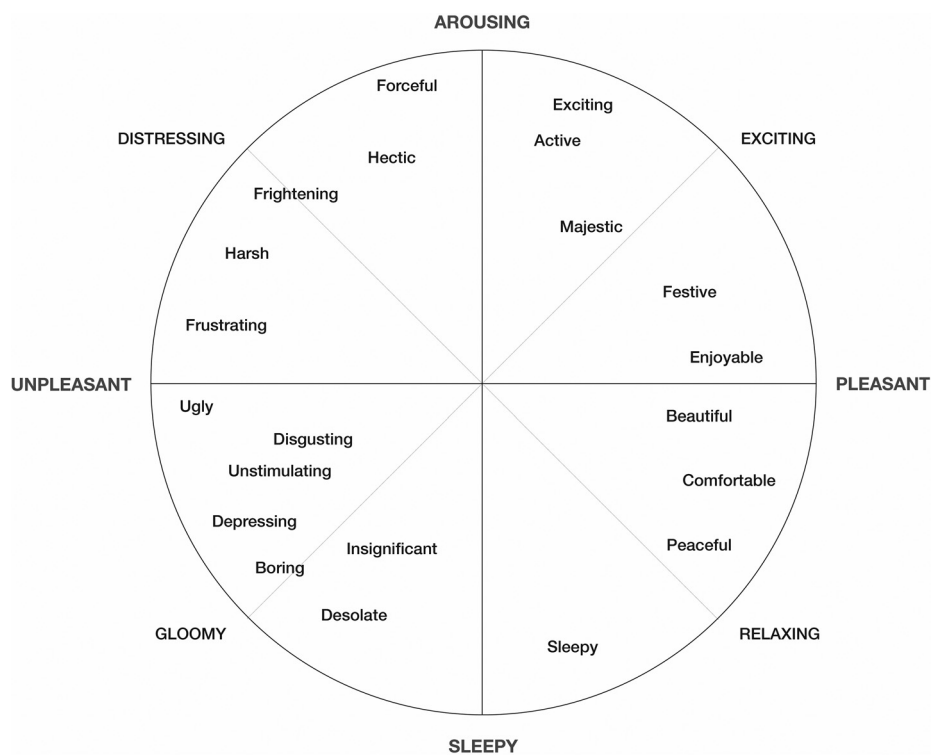 AROUSING
Forceful
Exciting
DISTRESSING
EXCITING
Active
Hectic
Frightening
Majestic
Harsh
Festive
Frustrating
Enjoyable
UNPLEASANT
PLEASANT
Ugly
Beautiful
Disgusting
Unstimulating
Comfortable
Depressing
Peaceful
Insignificant
Boring
Desolate
GLOOMY
RELAXING
Sleepy
SLEEPY